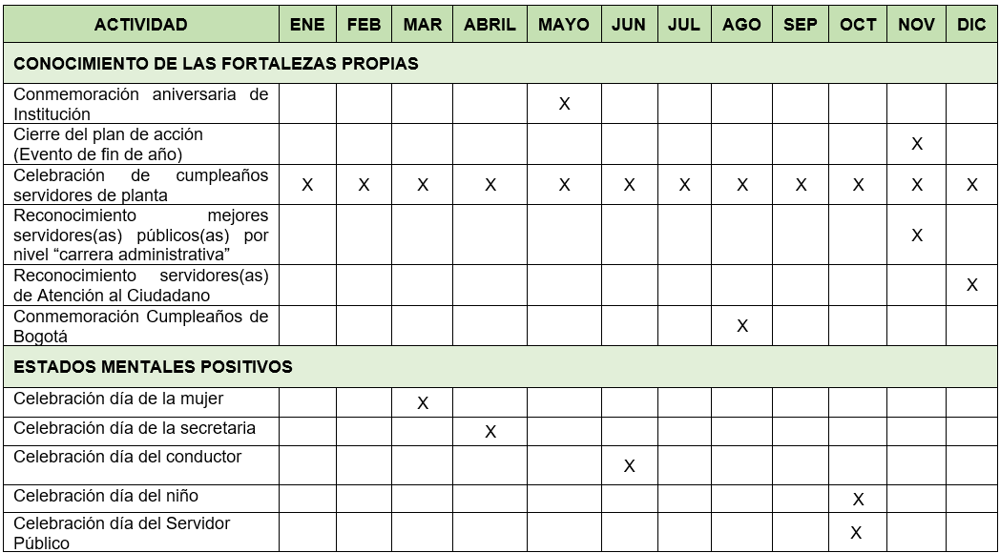 ACTIVIDAD ENE FEB MAR ABRIL MAYO JUN JUL AGO SEP OCT NOV DIC
CONOCIMIENTO DE LAS FORTALEZAS PROPIAS
Conmemoración aniversaria de
Institución
X
Cierre del plan de acción
(Evento de fin de año)
X
Celebración de cumpleaños
servidores de planta
X X X X X X X X X X X X
Reconocimiento mejores
servidores(as) públicos(as) por
nivel “carrera administrativa”
X
Reconocimiento servidores(as)
de Atención al Ciudadano
X
Conmemoración Cumpleaños de
Bogotá
X
ESTADOS MENTALES POSITIVOS
Celebración día de la mujer X
Celebración día de la secretaria X
Celebración día del conductor X
Celebración día del niño X
Celebración día del Servidor
Público
X